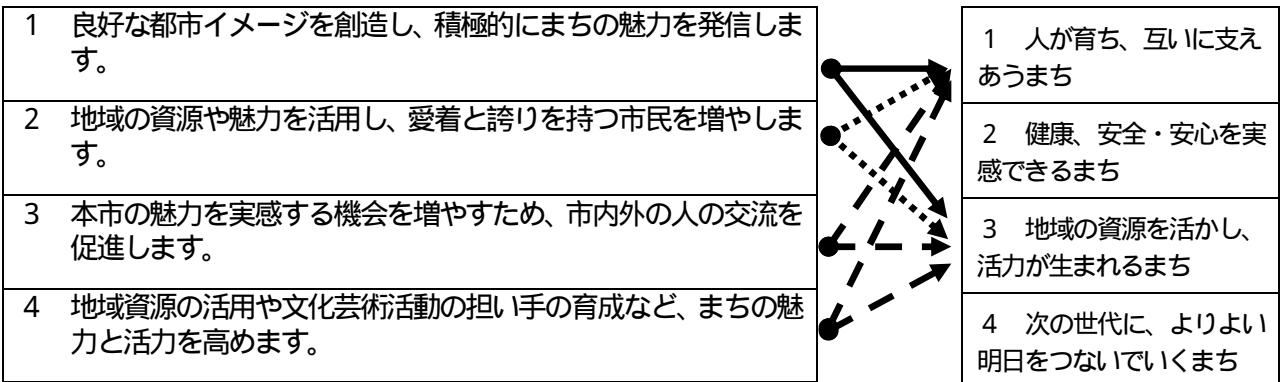 1 良好な都市イメージを創造し、積極的にまちの魅力を発信しま
す。
2 地域の資源や魅力を活用し、愛着と誇りを持つ市民を増やしま
す。
3 本市の魅力を実感する機会を増やすため、市内外の人の交流を
促進します。
4 地域資源の活用や文化芸術活動の担い手の育成など、まちの魅
力と活力を高めます。
1 人が育ち、互いに支え
あうまち
2 健康、安全・安心を実
感できるまち
3 地域の資源を活かし、
活力が生まれるまち
4 次の世代に、よりよい
明日をつないでいくまち